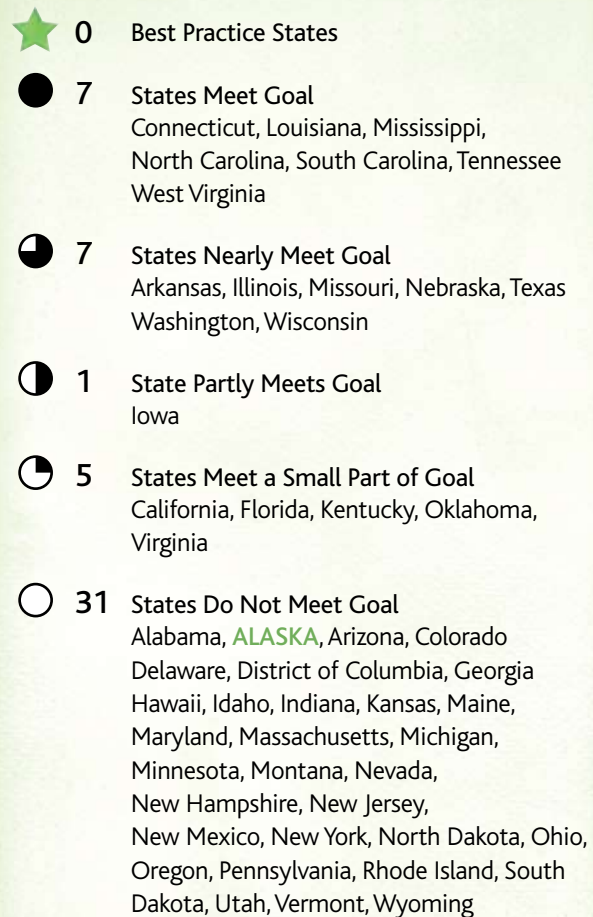 0 Best Practice States
7 States Meet Goal
Connecticut, Louisiana, Mississippi,
North Carolina, South Carolina, Tennessee
West Virginia
7 States Nearly Meet Goal
Arkansas, Illinois, Missouri, Nebraska, Texas
Washington, Wisconsin
1 State Partly Meets Goal
Iowa
5 States Meet a Small Part of Goal
California, Florida, Kentucky, Oklahoma,
Virginia
31 States Do Not Meet Goal
Alabama, ALASKA, Arizona, Colorado
Delaware, District of Columbia, Georgia
Hawaii, Idaho, Indiana, Kansas, Maine,
Maryland, Massachusetts, Michigan,
Minnesota, Montana, Nevada,
New Hampshire, New Jersey,
New Mexico, New York, North Dakota, Ohio,
Oregon, Pennsylvania, Rhode Island, South
Dakota, Utah, Vermont, Wyoming